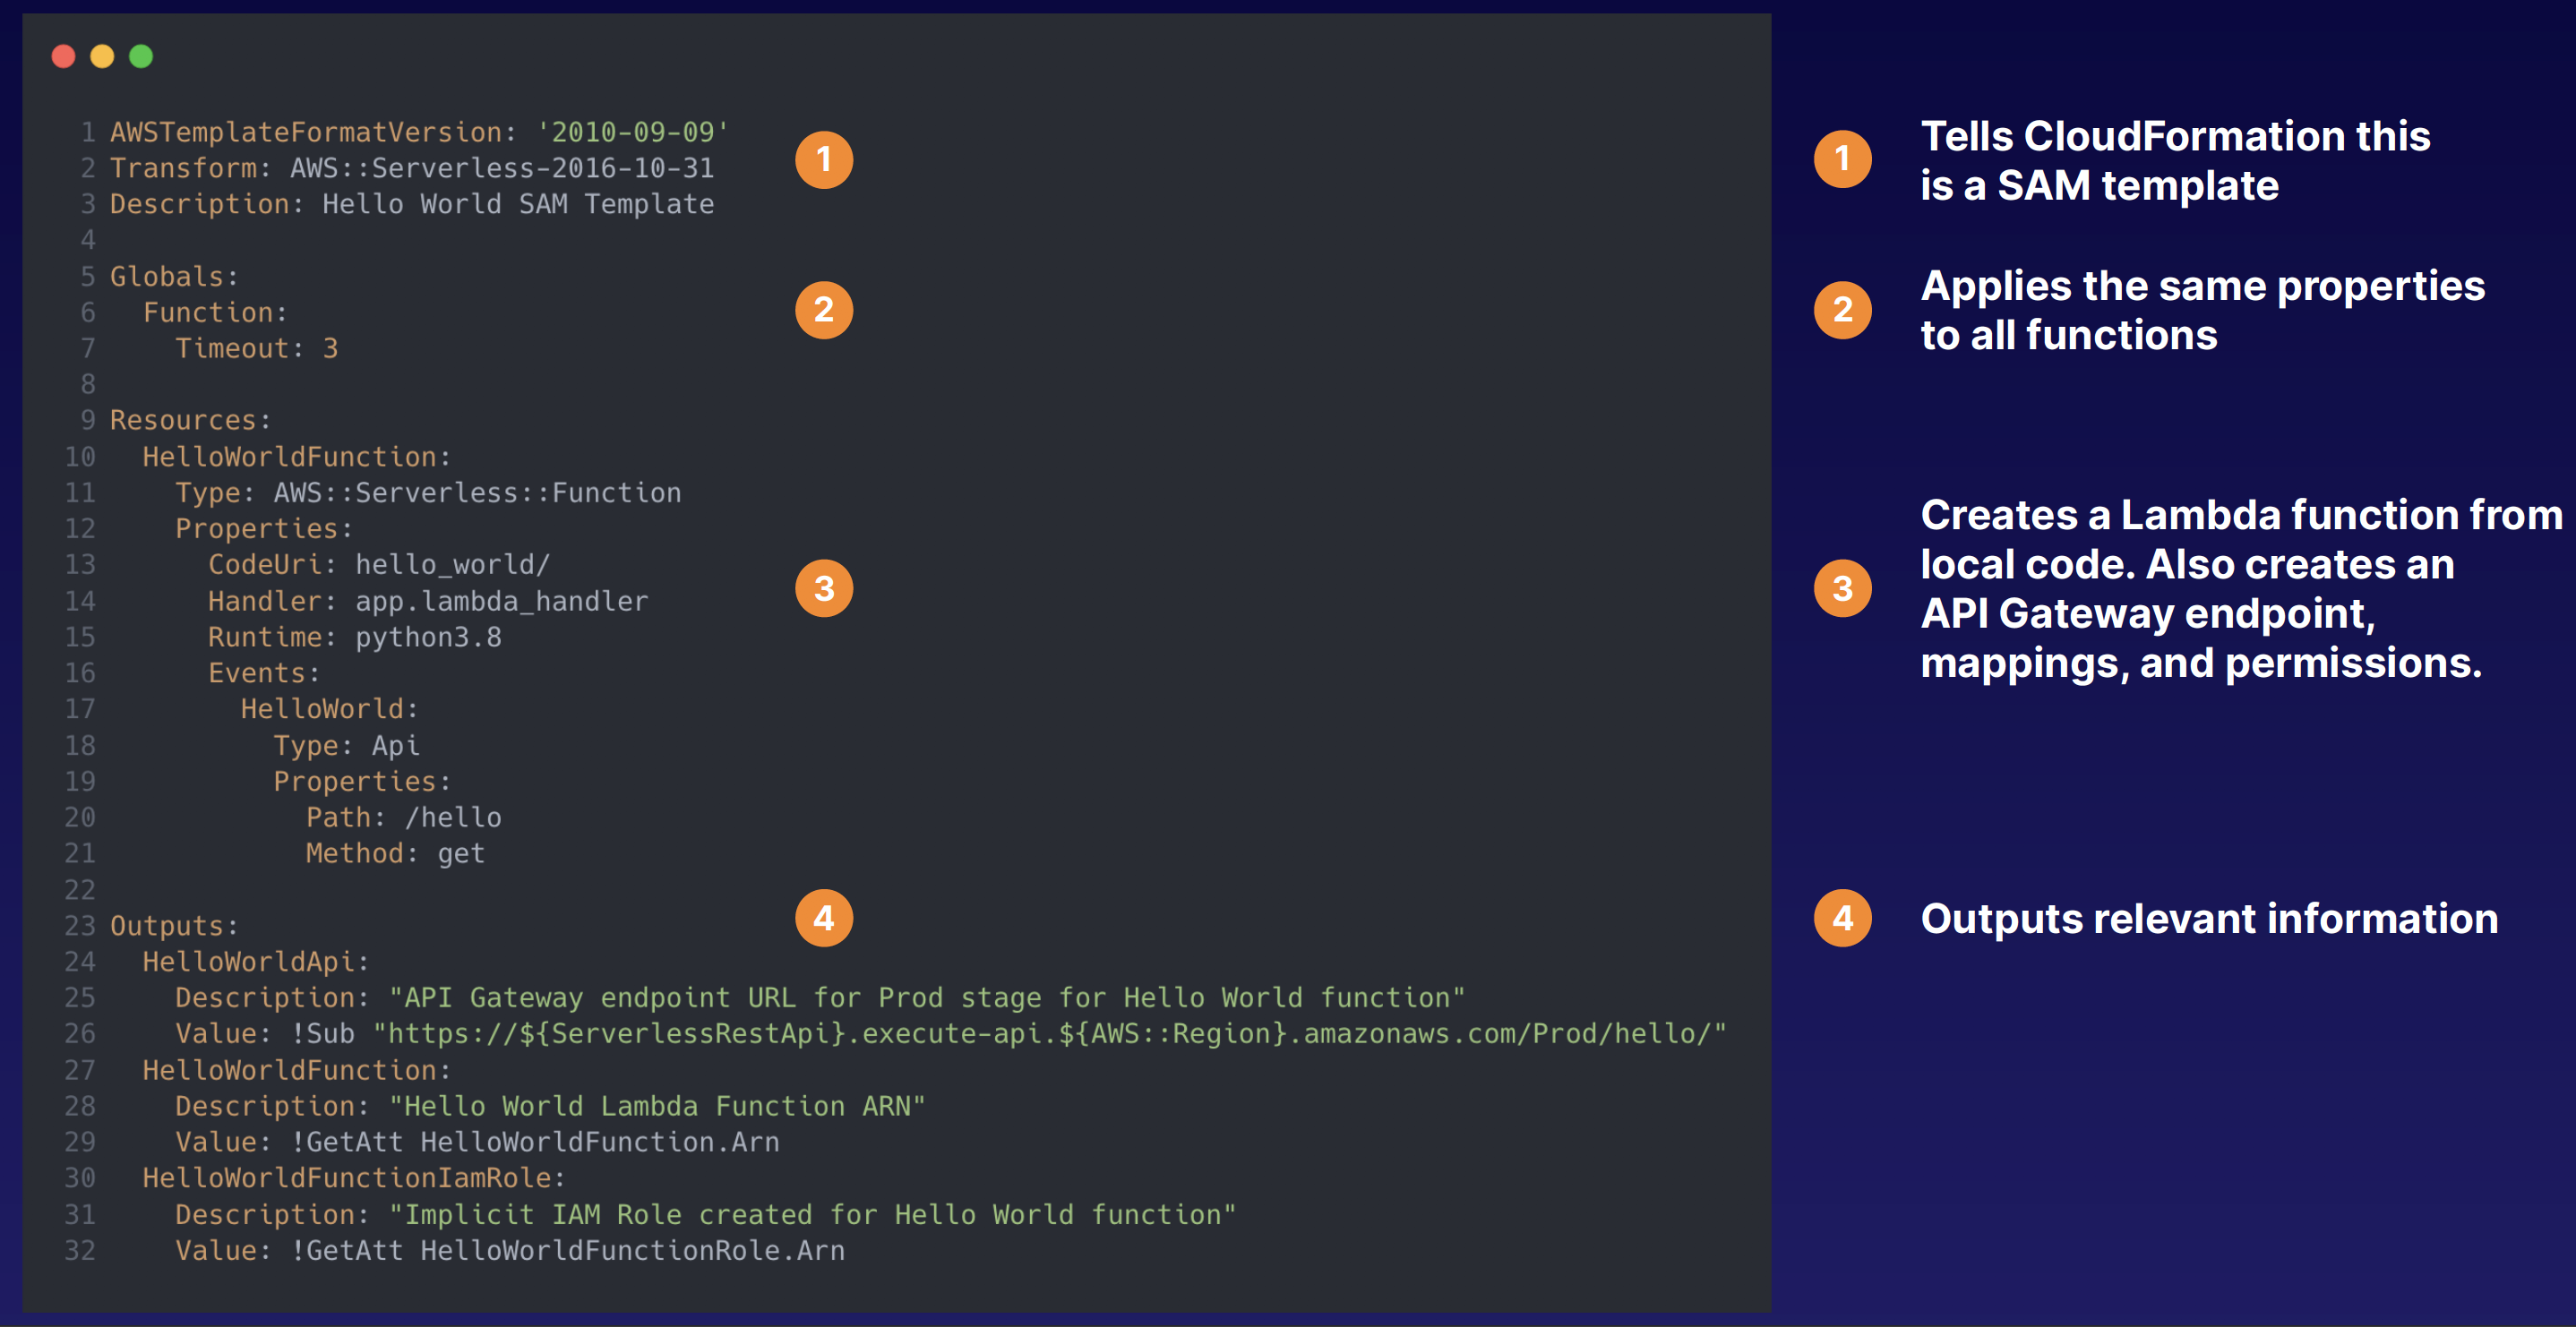 1 AWSTemplateFormatVersion: '2010-09-09'
2 Transform: AWS::Serverless-2016-10-31
3 Description: Hello World SAM Template
4
5 Globals:
6   Function:
7     Timeout: 3
8
9 Resources:
10   HelloWorldFunction:
11     Type: AWS::Serverless::Function
12     Properties:
13       CodeUri: hello_world/
14       Handler: app.lambda_handler
15       Runtime: python3.8
16       Events:
17         HelloWorld:
18           Type: Api
19           Properties:
20             Path: /hello
21             Method: get
22
23 Outputs:
24   HelloWorldApi:
25     Description: "API Gateway endpoint URL for Prod stage for Hello World function"
26     Value: !Sub "https://${ServerlessRestApi}.execute-api.${AWS::Region}.amazonaws.com/Prod/hello/"
27   HelloWorldFunction:
28     Description: "Hello World Lambda Function ARN"
29     Value: !GetAtt HelloWorldFunction.Arn
30   HelloWorldFunctionIamRole:
31     Description: "Implicit IAM Role created for Hello World function"
32     Value: !GetAtt HelloWorldFunctionRole.Arn
1
2
3
4
1 Tells CloudFormation this
is a SAM template
2 Applies the same properties
to all functions
3 Creates a Lambda function from
local code. Also creates an
API Gateway endpoint,
mappings, and permissions.
4 Outputs relevant information